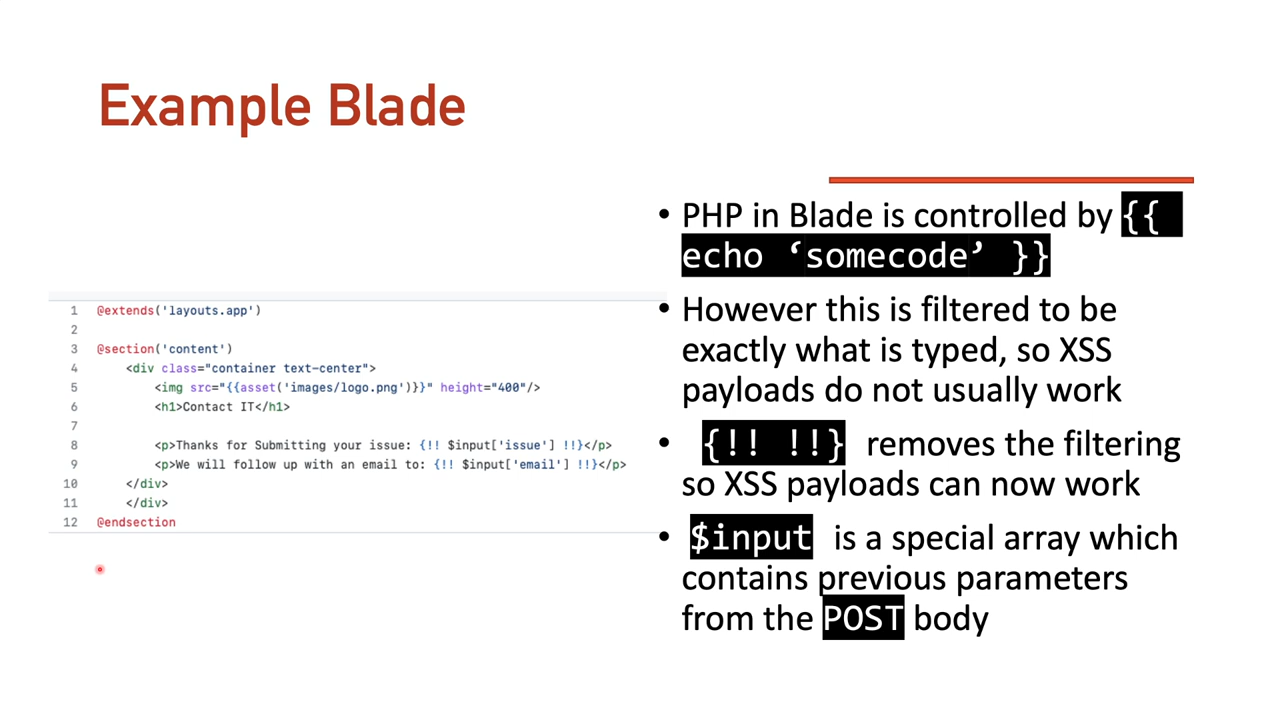 Example Blade
1 @extends('layouts.app')
2
3 @section('content')
4 <div class="container text-center">
5 <img src="{{asset('images/logo.png')}}" height="400"/>
6 <h1>Contact IT</h1>
7
8 <p>Thanks for Submitting your issue: {!! $input['issue'] !!}</p>
9 <p>We will follow up with an email to: {!! $input['email'] !!}</p>
10 </div>
11 </div>
12 @endsection
• PHP in Blade is controlled by {{
echo ‘somecode’ }}
• However this is filtered to be
exactly what is typed, so XSS
payloads do not usually work
• {!! !!} removes the filtering
so XSS payloads can now work
• $input is a special array which
contains previous parameters
from the POST body